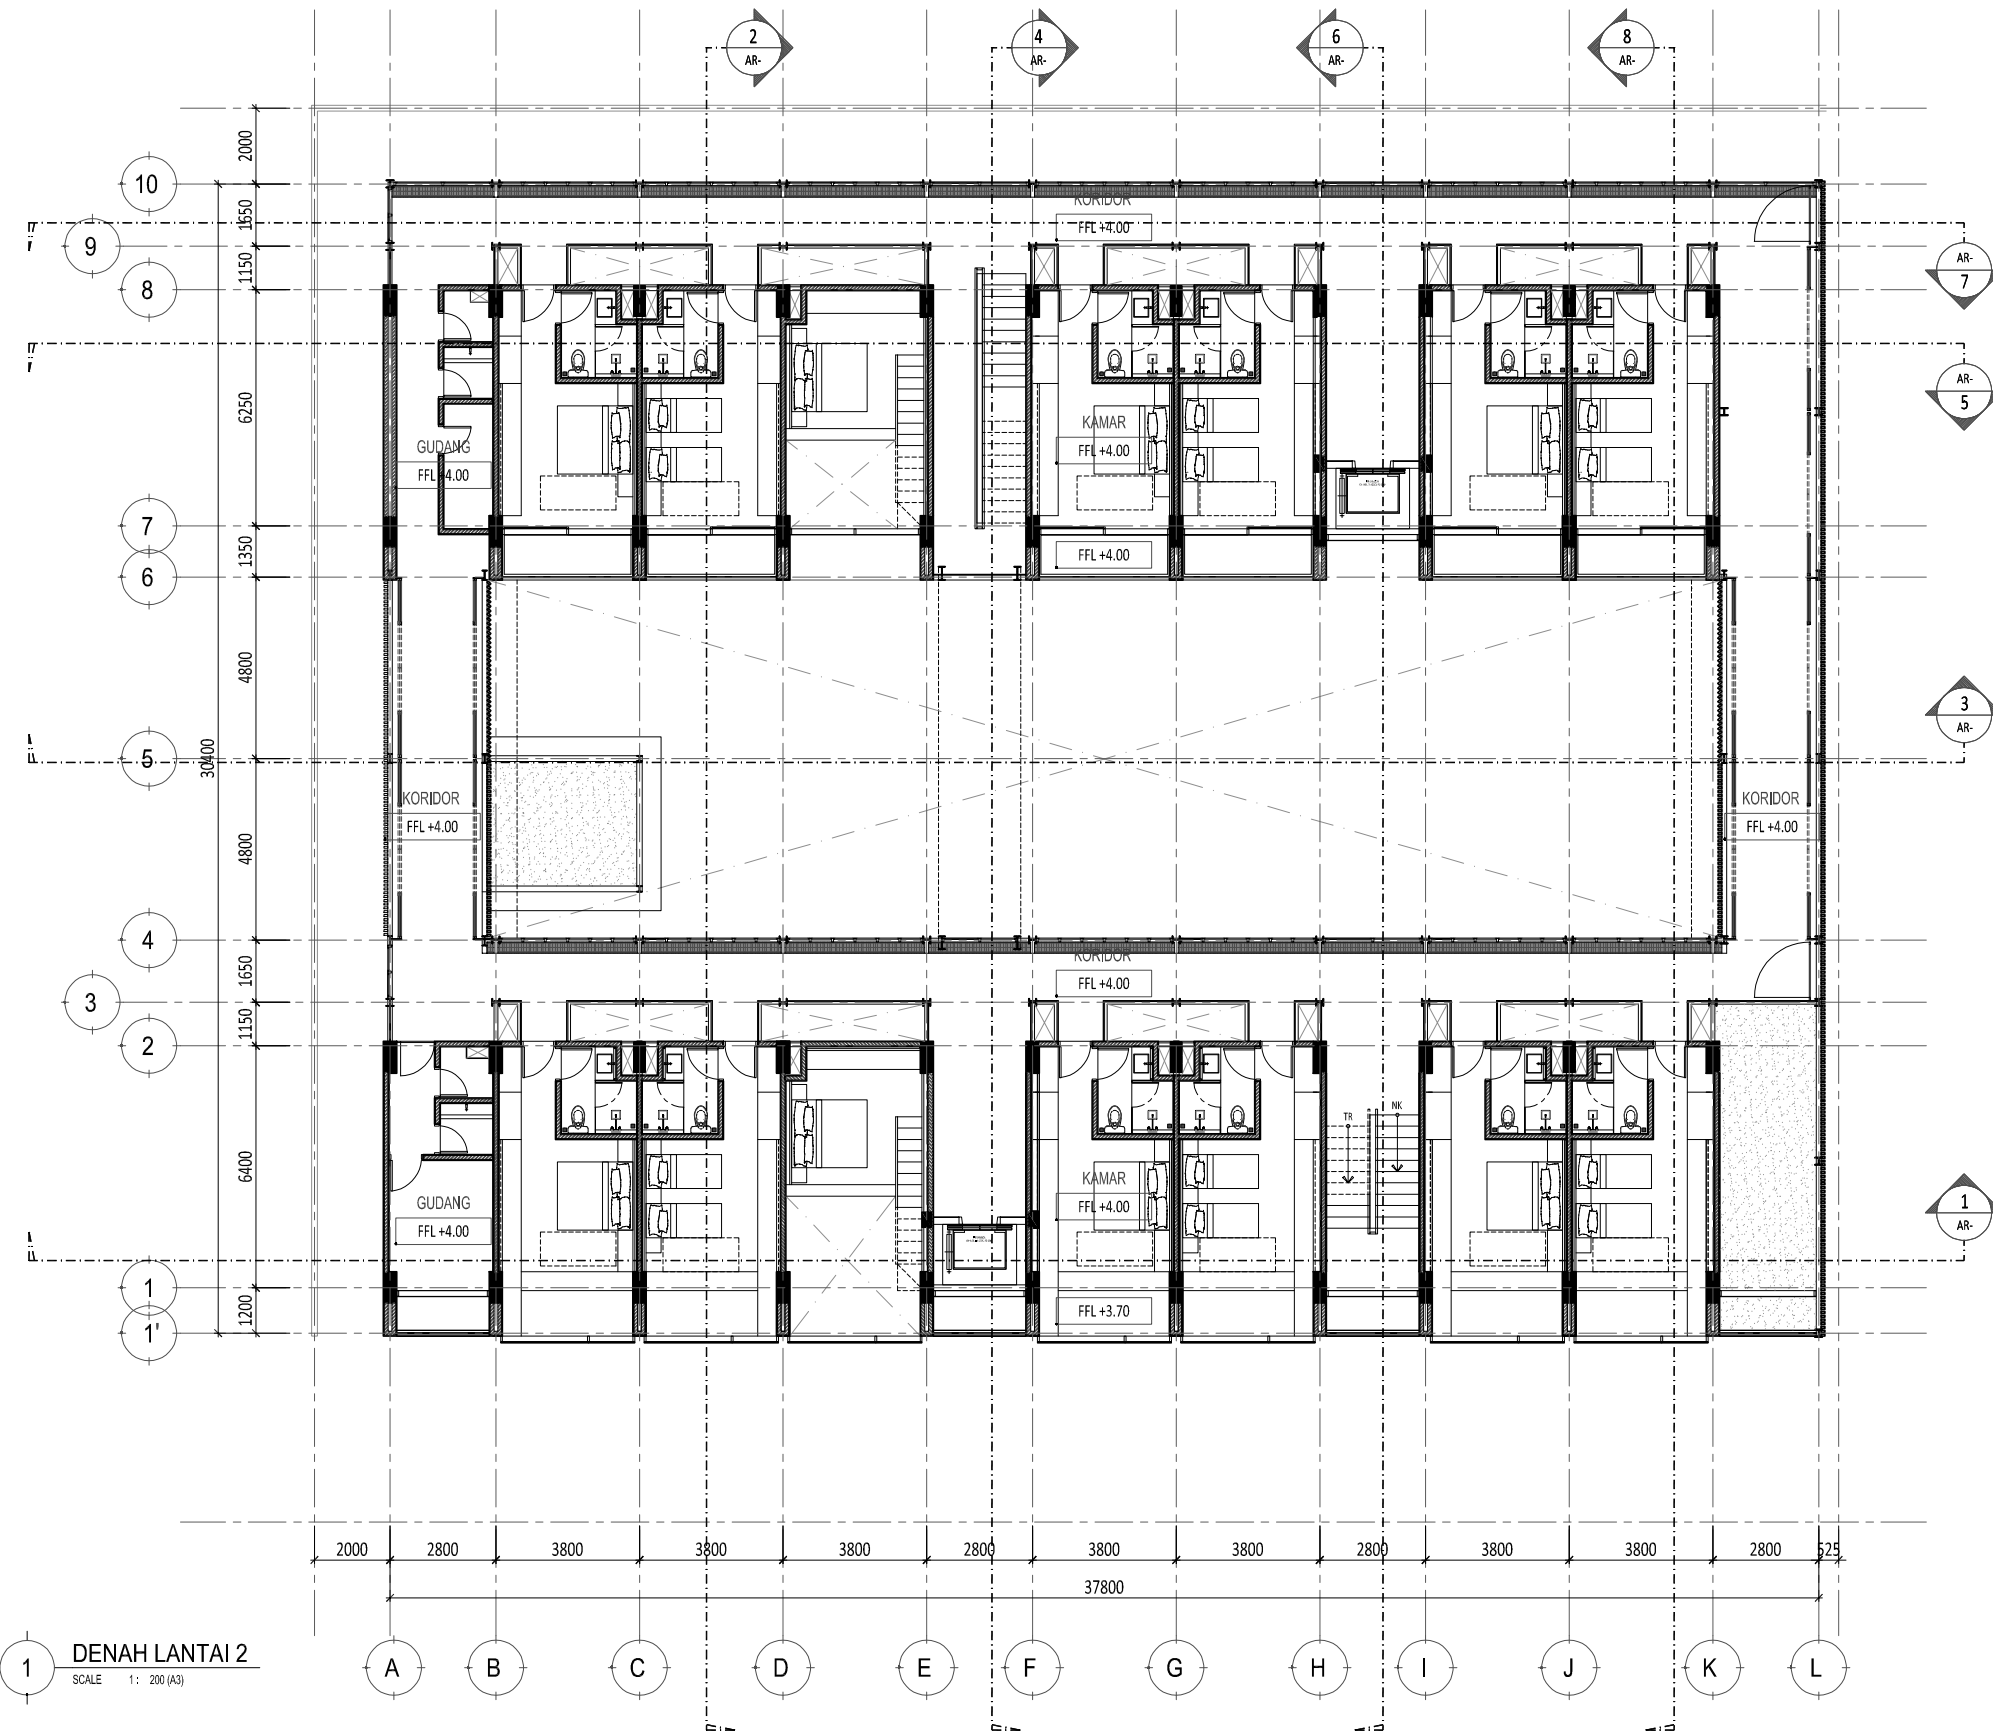 2
AR-
4
AR-
6
AR-
8
AR-
2000
10
1650
KORIDOR
FFL +4.00
9
1150
8
AR-
7
6250
AR-
5
KAMAR
FFL +4.00
GUDANG
FFL +4.00
7
1350
FFL +4.00
6
4800
3
AR-
5
30400
KORIDOR
FFL +4.00
KORIDOR
FFL +4.00
4800
4
KORIDOR
FFL +4.00
1650
3
1150
2
TR
NK
6400
KAMAR
FFL +4.00
GUDANG
FFL +4.00
1
AR-
1
1200
FFL +3.70
1'
2000
2800
3800
3800
3800
2800
3800
3800
2800
3800
3800
2800
525
37800
1
DENAH LANTAI 2
SCALE 1 : 200 (A3)
A
B
C
D
E
F
G
H
I
J
K
L